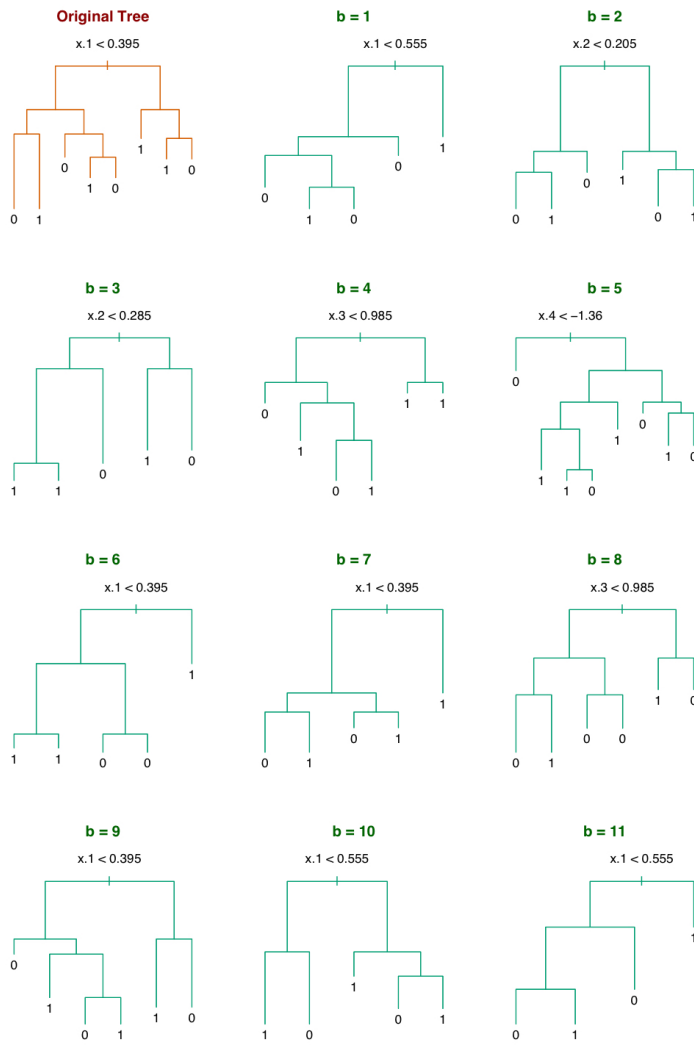 Original Tree
x.1 < 0.395
0 1
0
1 0
1
1 0
b = 1
x.1 < 0.555
0
1 0
0
1
b = 2
x.2 < 0.205
0 1
0
1
0 1
b = 3
x.2 < 0.285
1 1
0
1 0
b = 4
x.3 < 0.985
0
1
0 1
1 1
b = 5
x.4 < −1.36
0
1
1 0
1
0
1 0
b = 6
x.1 < 0.395
1 1
0 0
1
b = 7
x.1 < 0.395
0 1
0 1
1
b = 8
x.3 < 0.985
0 1
0 0
1 0
b = 9
x.1 < 0.395
0
1
0 1
1 0
b = 10
x.1 < 0.555
1 0
1
0 1
b = 11
x.1 < 0.555
0 1
0
1